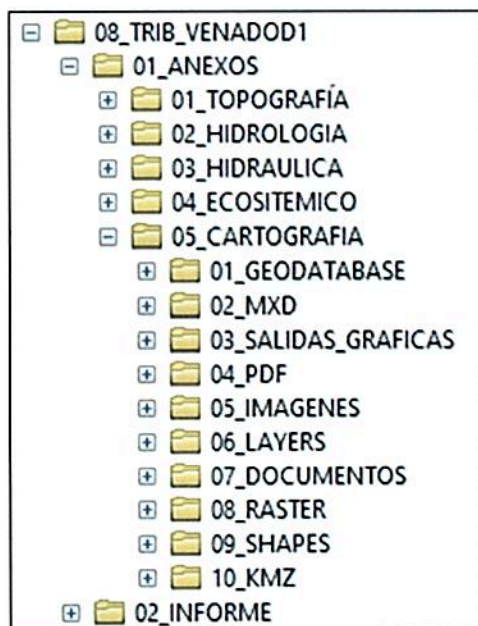 08_TRIB_VENADOD1
01_ANEXOS
01_TOPOGRAFÍA
02_HIDROLOGIA
03_HIDRAULICA
04_ECOSITEMICO
05_CARTOGRAFIA
01_GEODATABASE
02_MXD
03_SALIDAS_GRAFICAS
04_PDF
05_IMAGENES
06_LAYERS
07_DOCUMENTOS
08_RASTER
09_SHAPES
10_KMZ
02_INFORME